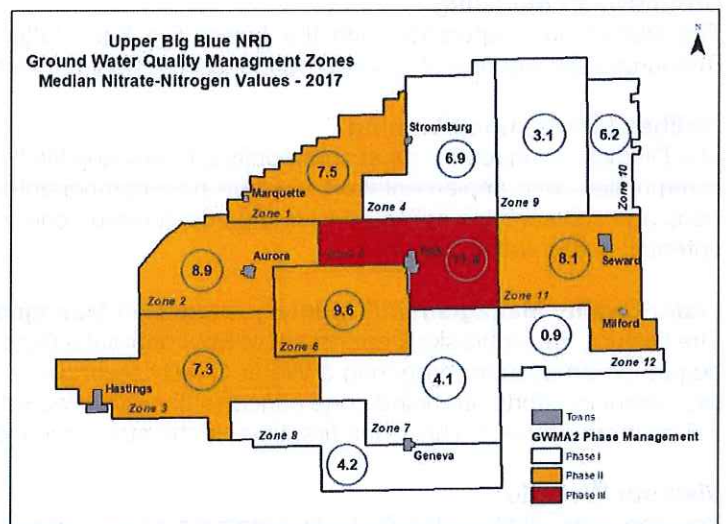 Upper Big Blue NRD
Ground Water Quality Managment Zones
Median Nitrate-Nitrogen Values - 2017
N
Stromsburg
3.1
6.2
6.9
7.5
Marquette
Zone 1
Zone 4
Zone 9
Zone 10
Aurora
8.9
Zone 2
8.1
Seward
Zone 11
9.6
Milford
Zone 6
0.9
Zone 12
7.3
4.1
Hastings
Zone 3
Zone 8
Zone 7
Geneva
4.2
Towns
GWMA2 Phase Management
Phase I
Phase II
Phase III